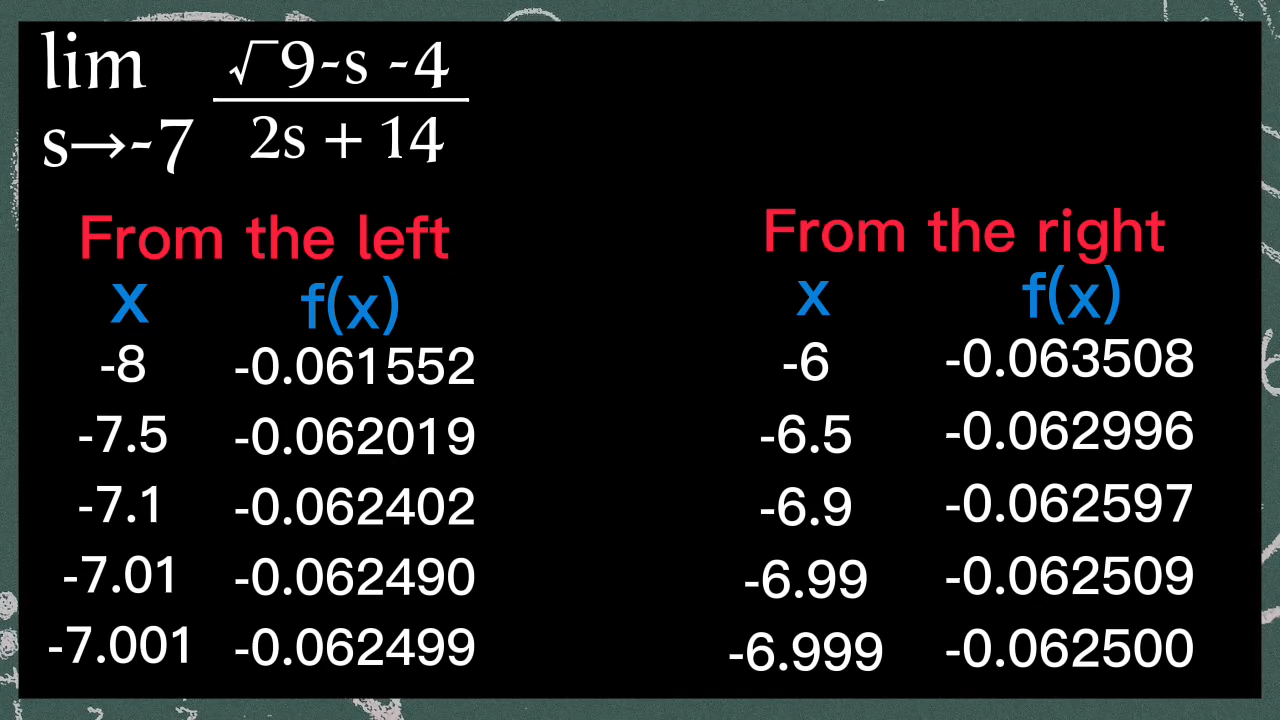 lim √9-s -4
s→-7 2s + 14
From the left From the right
x f(x) x f(x)
-8 -0.061552 -6 -0.063508
-7.5 -0.062019 -6.5 -0.062996
-7.1 -0.062402 -6.9 -0.062597
-7.01 -0.062490 -6.99 -0.062509
-7.001 -0.062499 -6.999 -0.062500